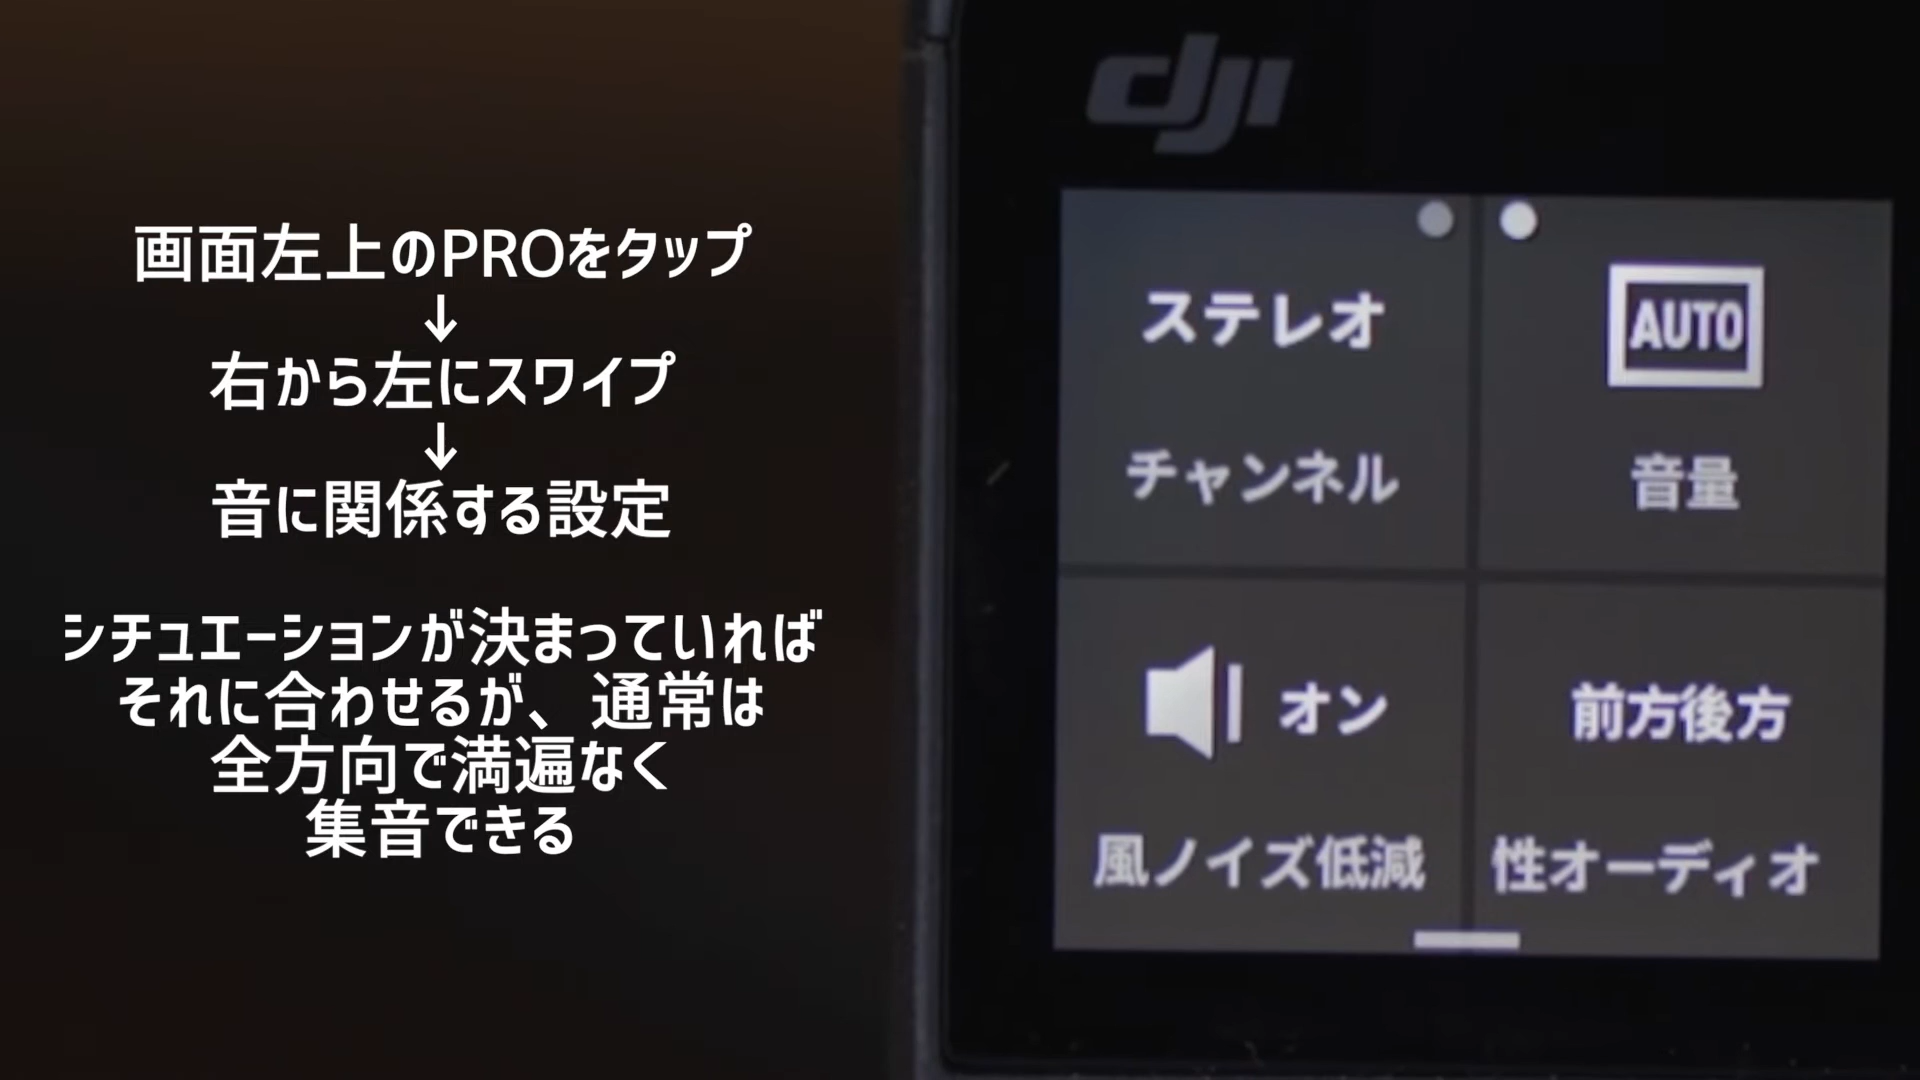 画面左上のPROをタップ
↓
右から左にスワイプ
↓
音に関係する設定
シチュエーションが決まっていれば
それに合わせるが、通常は
全方向で満遍なく
集音できる
dji
ステレオ
チャンネル
AUTO
音量
オン
風ノイズ低減
前方後方
性オーディオ